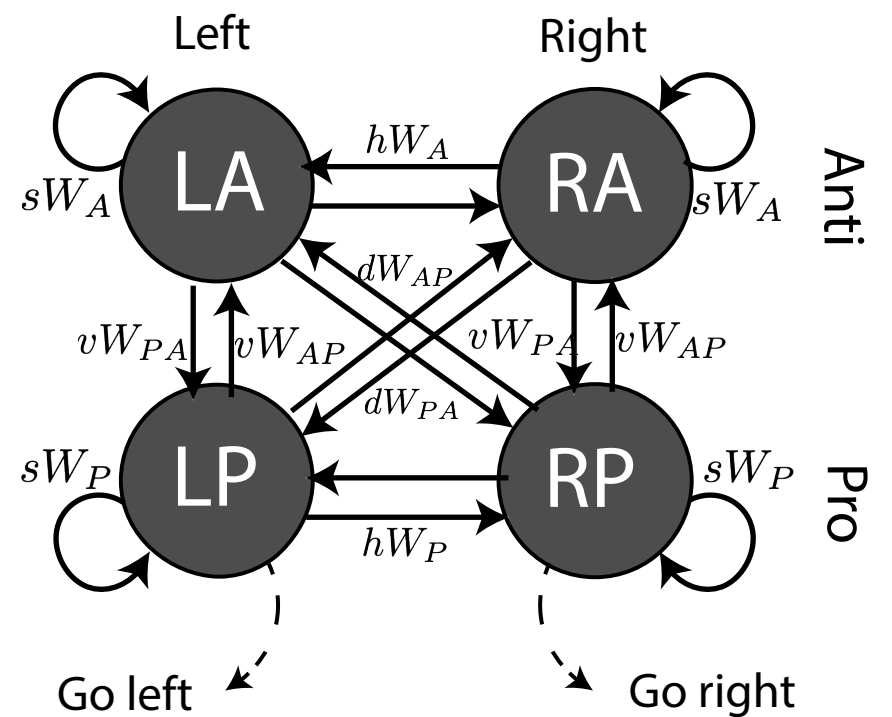 Left
Right
hW_A
LA
RA
sW_A
sW_A
Anti
dW_AP
vW_PA
vW_AP
vW_PA
vW_AP
dW_PA
sW_P
LP
RP
sW_P
Pro
hW_P
Go left
Go right